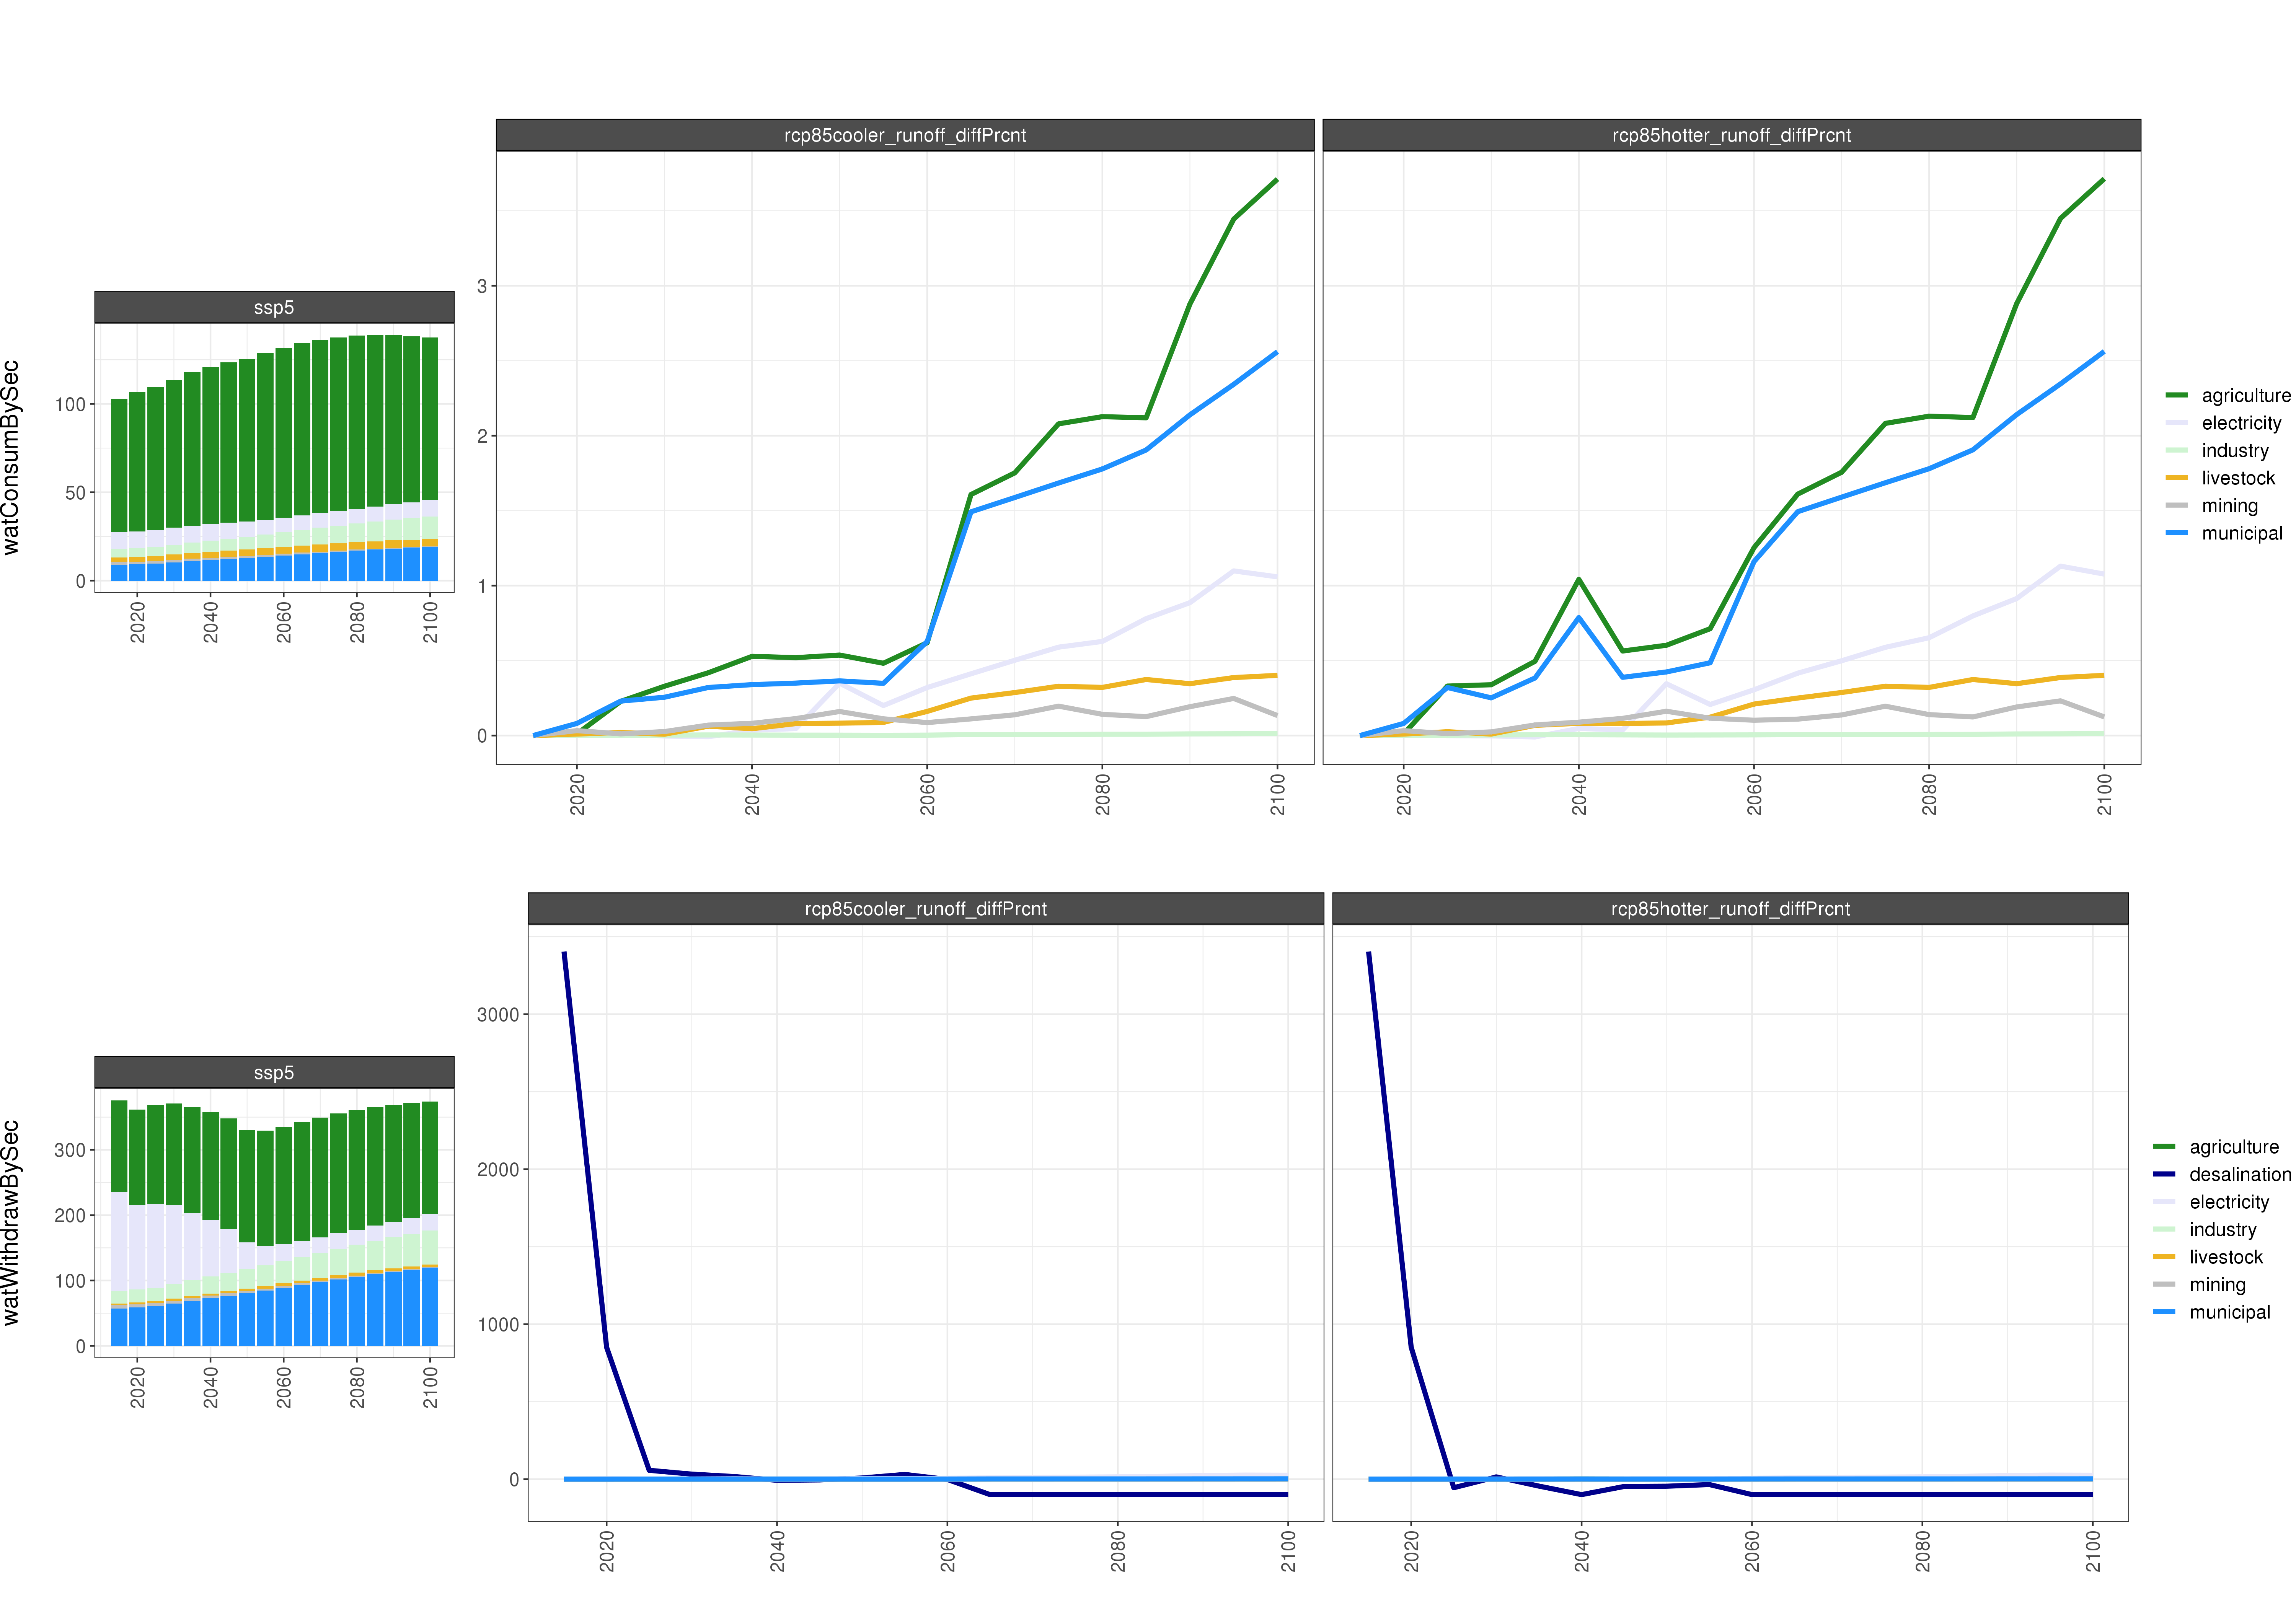 watConsumBySec
ssp5
100
50
0
2020
2040
2060
2080
2100
rcp85cooler_runoff_diffPrcnt
rcp85hotter_runoff_diffPrcnt
3
2
1
0
2020
2040
2060
2080
2100
2020
2040
2060
2080
2100
agriculture
electricity
industry
livestock
mining
municipal
watWithdrawBySec
ssp5
300
200
100
0
2020
2040
2060
2080
2100
rcp85cooler_runoff_diffPrcnt
rcp85hotter_runoff_diffPrcnt
3000
2000
1000
0
2020
2040
2060
2080
2100
2020
2040
2060
2080
2100
agriculture
desalination
electricity
industry
livestock
mining
municipal